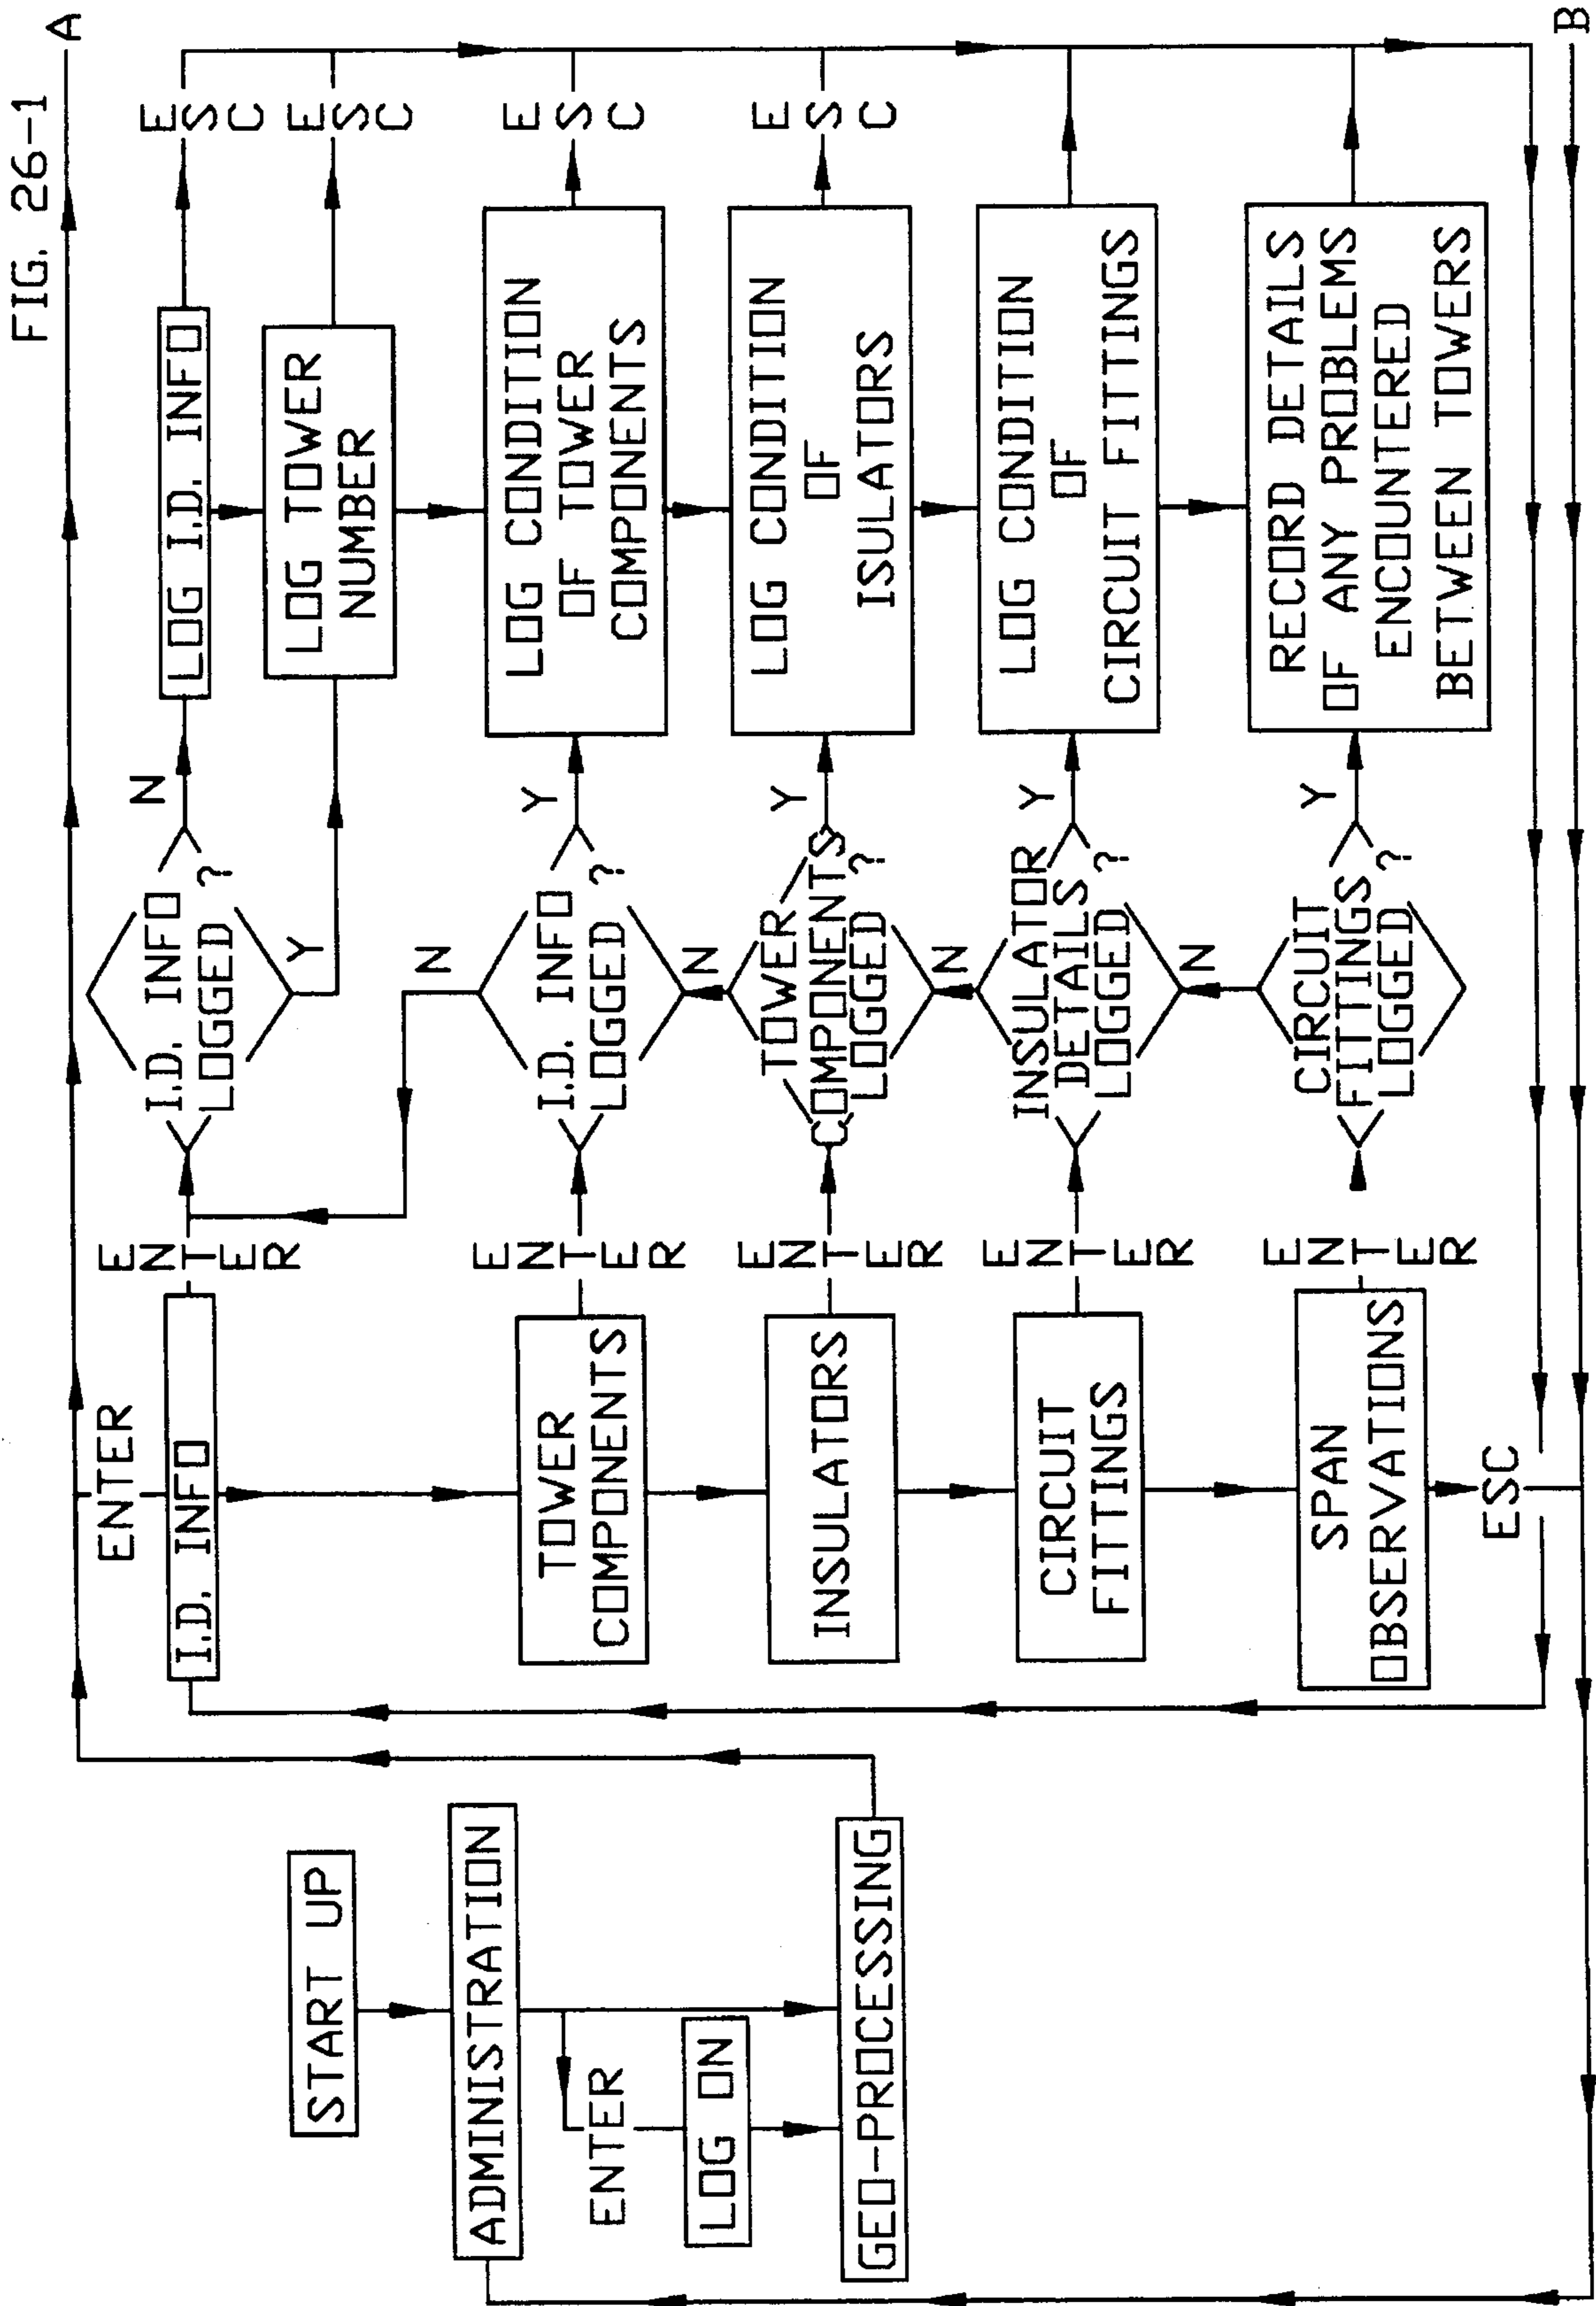 FIG. 26-1
START UP
ADMINISTRATION
ENTER
LOG ON
GEO-PROCESSING
ENTER
I.D. INFO
TOWER
COMPONENTS
INSULATORS
CIRCUIT
FITTINGS
SPAN
OBSERVATIONS
ESC
ENTER
ENTER
ENTER
ENTER
ENTER
I.D. INFO
LOGGED ?
N
Y
I.D. INFO
LOGGED ?
N
Y
TOWER
COMPONENTS
LOGGED ?
N
Y
INSULATOR
DETAILS
LOGGED ?
N
Y
CIRCUIT
FITTINGS
LOGGED ?
N
Y
LOG I.D. INFO
LOG TOWER
NUMBER
LOG CONDITION
OF TOWER
COMPONENTS
LOG CONDITION
OF
ISULATORS
LOG CONDITION
OF
CIRCUIT FITTINGS
RECORD DETAILS
OF ANY PROBLEMS
ENCOUNTERED
BETWEEN TOWERS
ESC
ESC
ESC
ESC
A
B